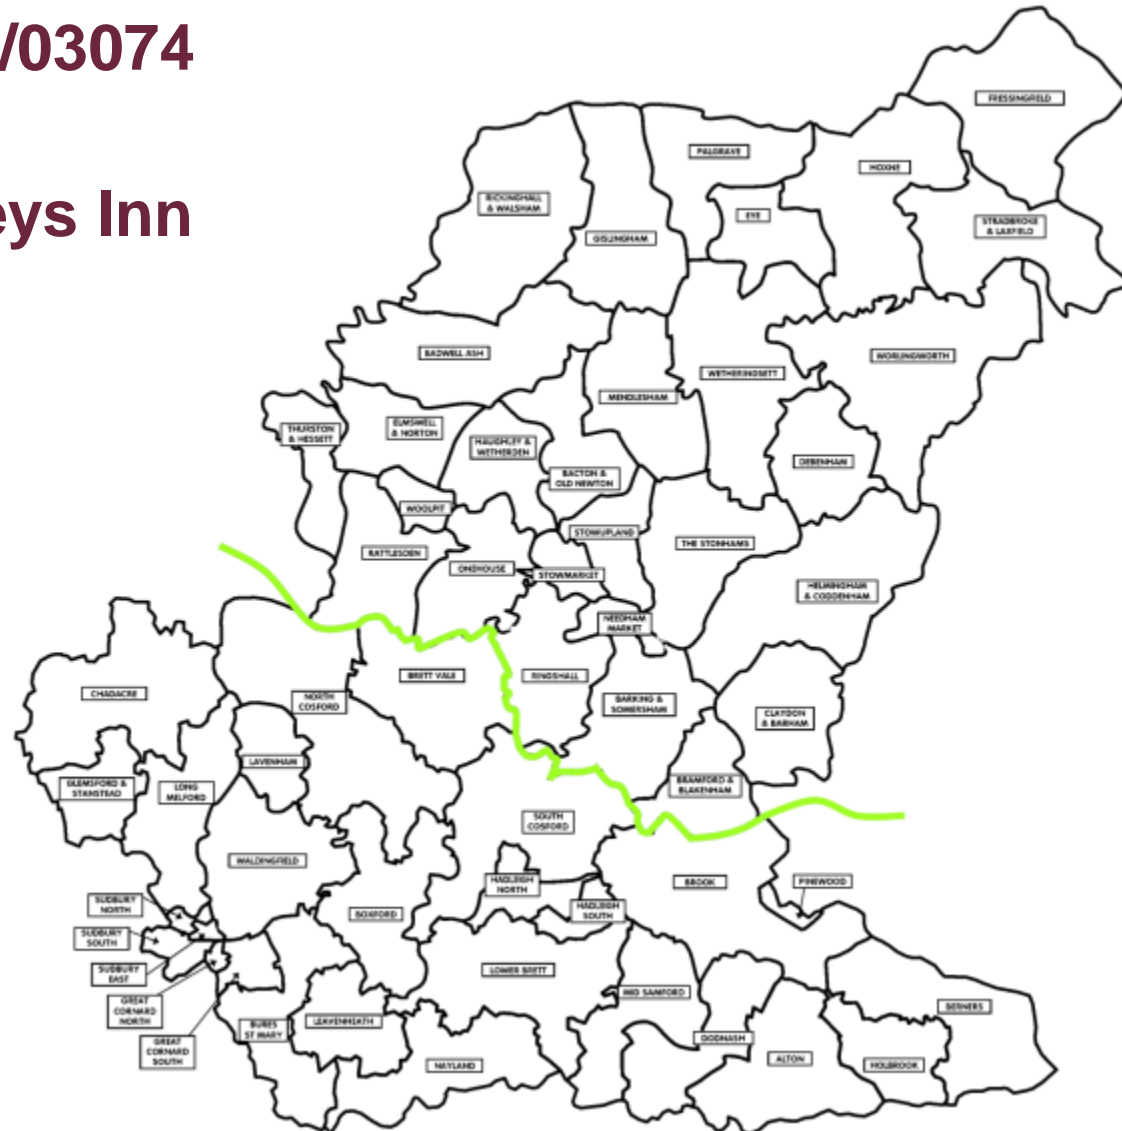 /03074
eys Inn
FRESSINGFIELD
PALGRAVE
HOXNE
RICKINGHALL
& WALSHAM
EYE
STRADBROKE
& LAXFIELD
GISLINGHAM
BADWELL ASH
WORLINGWORTH
WETHERINGSETT
MENDLESHAM
THURSTON
& HESSETT
ELMSWELL
& NORTON
HAUGHLEY &
WETHERDEN
DEBENHAM
BACTON &
OLD NEWTON
WOOLPIT
STOWUPLAND
THE STONHAMS
RATTLESDEN
ONEHOUSE
STOWMARKET
HELMINGHAM
& CODDENHAM
NEEDHAM
MARKET
BRETT VALE
RINGSHALL
CHADACRE
NORTH
COSFORD
BARKING &
SOMERSHAM
CLAYDON
& BARHAM
LAVENHAM
GLEMSFORD &
STANSTEAD
LONG
MELFORD
BRAMFORD &
BLAKENHAM
SOUTH
COSFORD
WALDINGFIELD
HADLEIGH
NORTH
BROOK
PINEWOOD
SUDBURY
NORTH
BOXFORD
HADLEIGH
SOUTH
SUDBURY
SOUTH
SUDBURY
EAST
LOWER BRETT
MID SAMFORD
GREAT
CORNARD
NORTH
BERNERS
BURES
ST MARY
LEAVENHEATH
GREAT
CORNARD
SOUTH
DODNASH
ALTON
NAYLAND
HOLBROOK